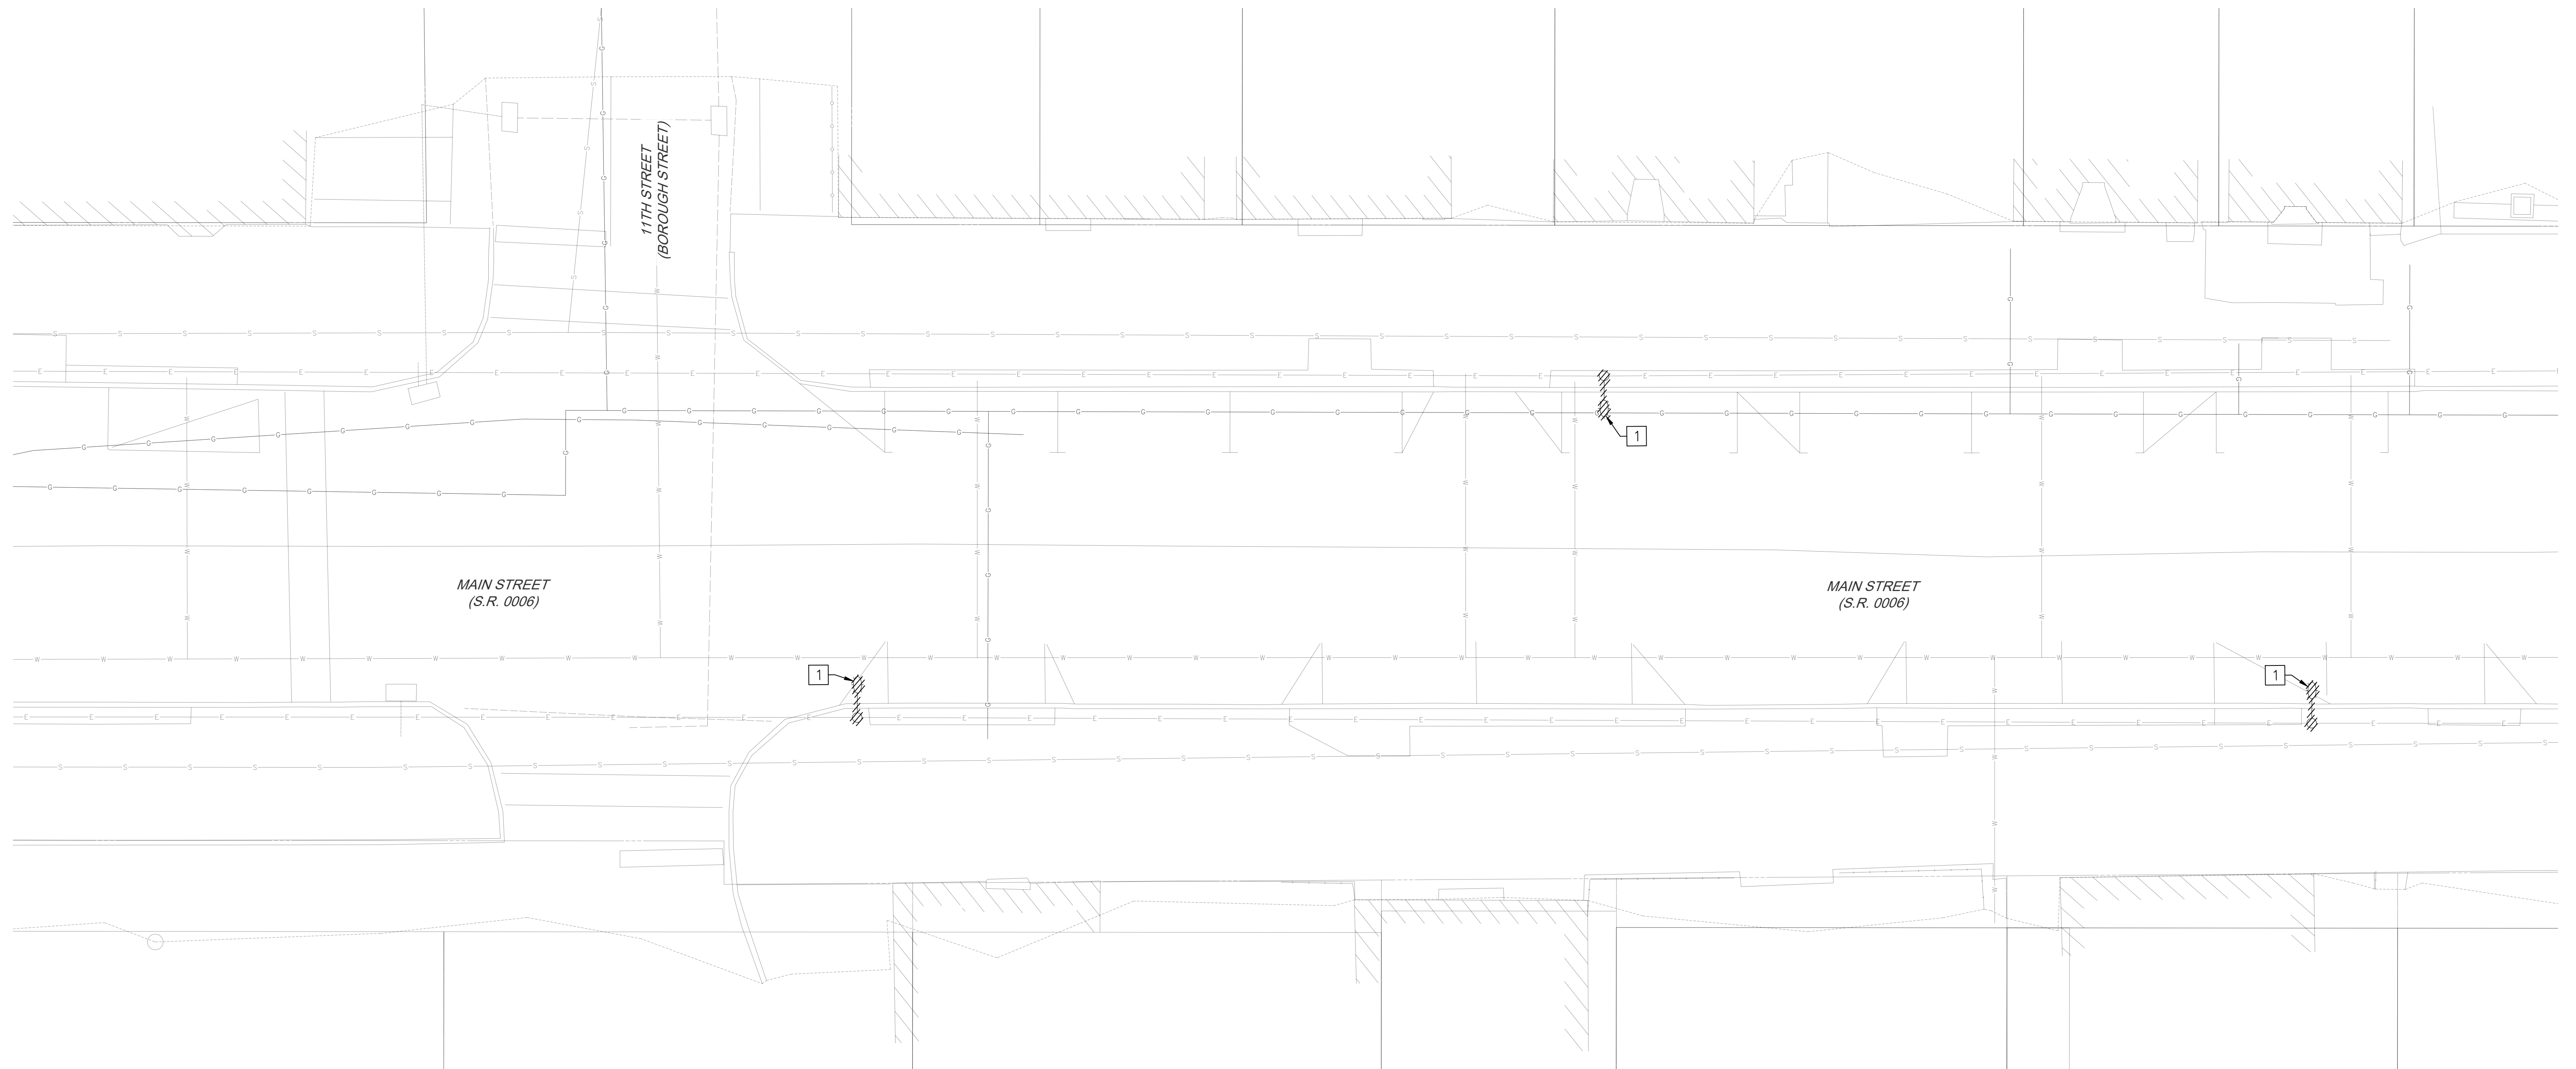 11TH STREET
(BOROUGH STREET)
1
MAIN STREET
(S.R. 0006)
MAIN STREET
(S.R. 0006)
1
1